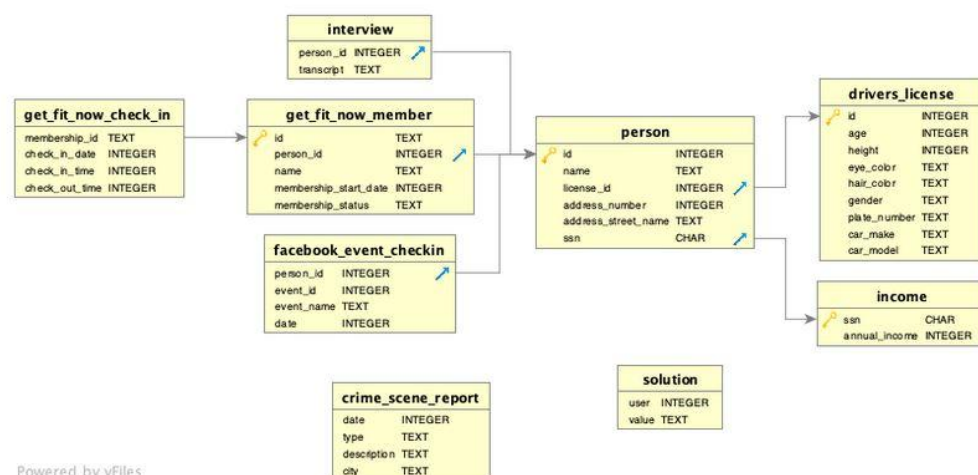 interview
person_id INTEGER
transcript TEXT
get_fit_now_check_in
membership_id TEXT
check_in_date INTEGER
check_in_time INTEGER
check_out_time INTEGER
get_fit_now_member
id TEXT
person_id INTEGER
name TEXT
membership_start_date INTEGER
membership_status TEXT
facebook_event_checkin
person_id INTEGER
event_id INTEGER
event_name TEXT
date INTEGER
person
id INTEGER
name TEXT
license_id INTEGER
address_number INTEGER
address_street_name TEXT
ssn CHAR
drivers_license
id INTEGER
age INTEGER
height INTEGER
eye_color TEXT
hair_color TEXT
gender TEXT
plate_number TEXT
car_make TEXT
car_model TEXT
income
ssn CHAR
annual_income INTEGER
solution
user INTEGER
value TEXT
crime_scene_report
date INTEGER
type TEXT
description TEXT
city TEXT
Powered by yFiles